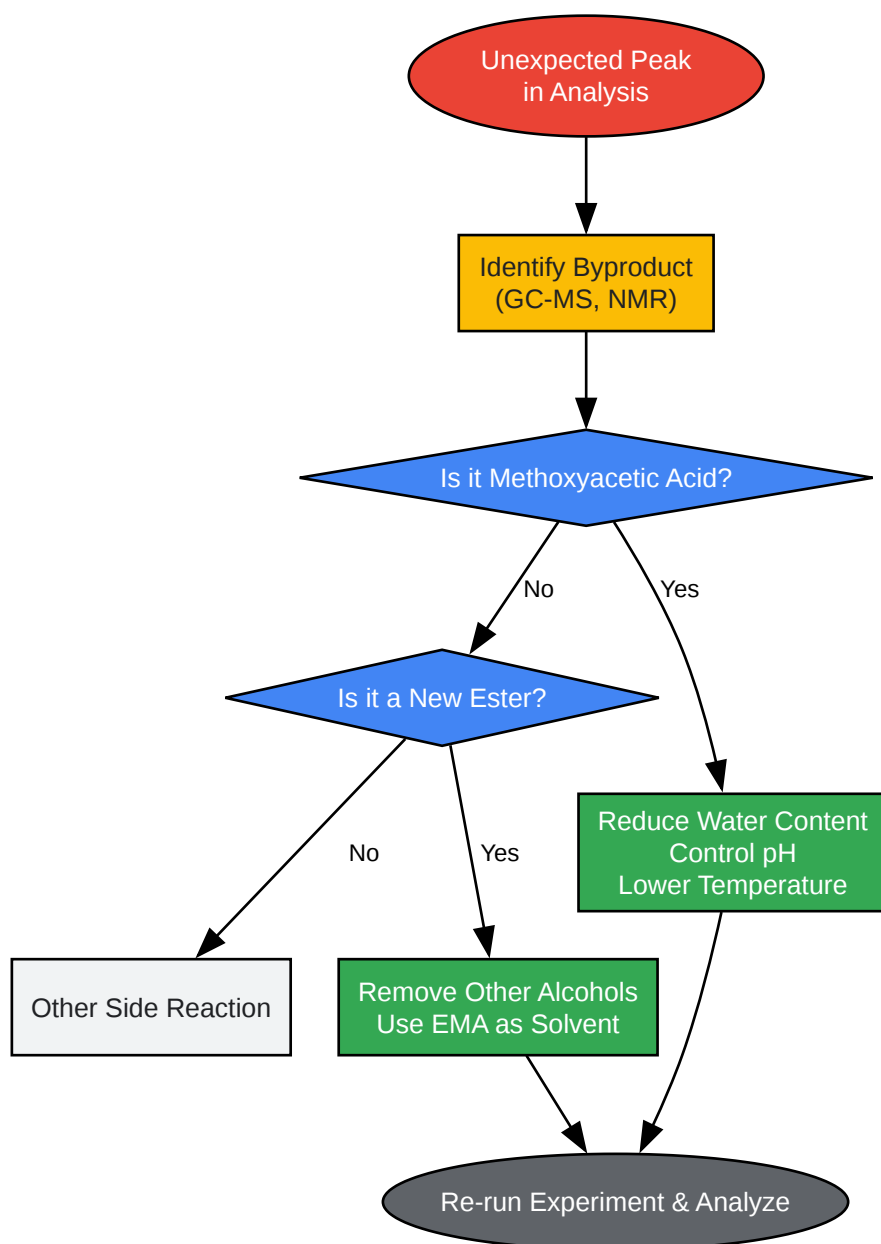 Unexpected Peak
in Analysis
Identify Byproduct
(GC-MS, NMR)
Is it Methoxyacetic Acid?
No
Yes
Is it a New Ester?
No
Yes
Reduce Water Content
Control pH
Lower Temperature
Other Side Reaction
Remove Other Alcohols
Use EMA as Solvent
Re-run Experiment & Analyze